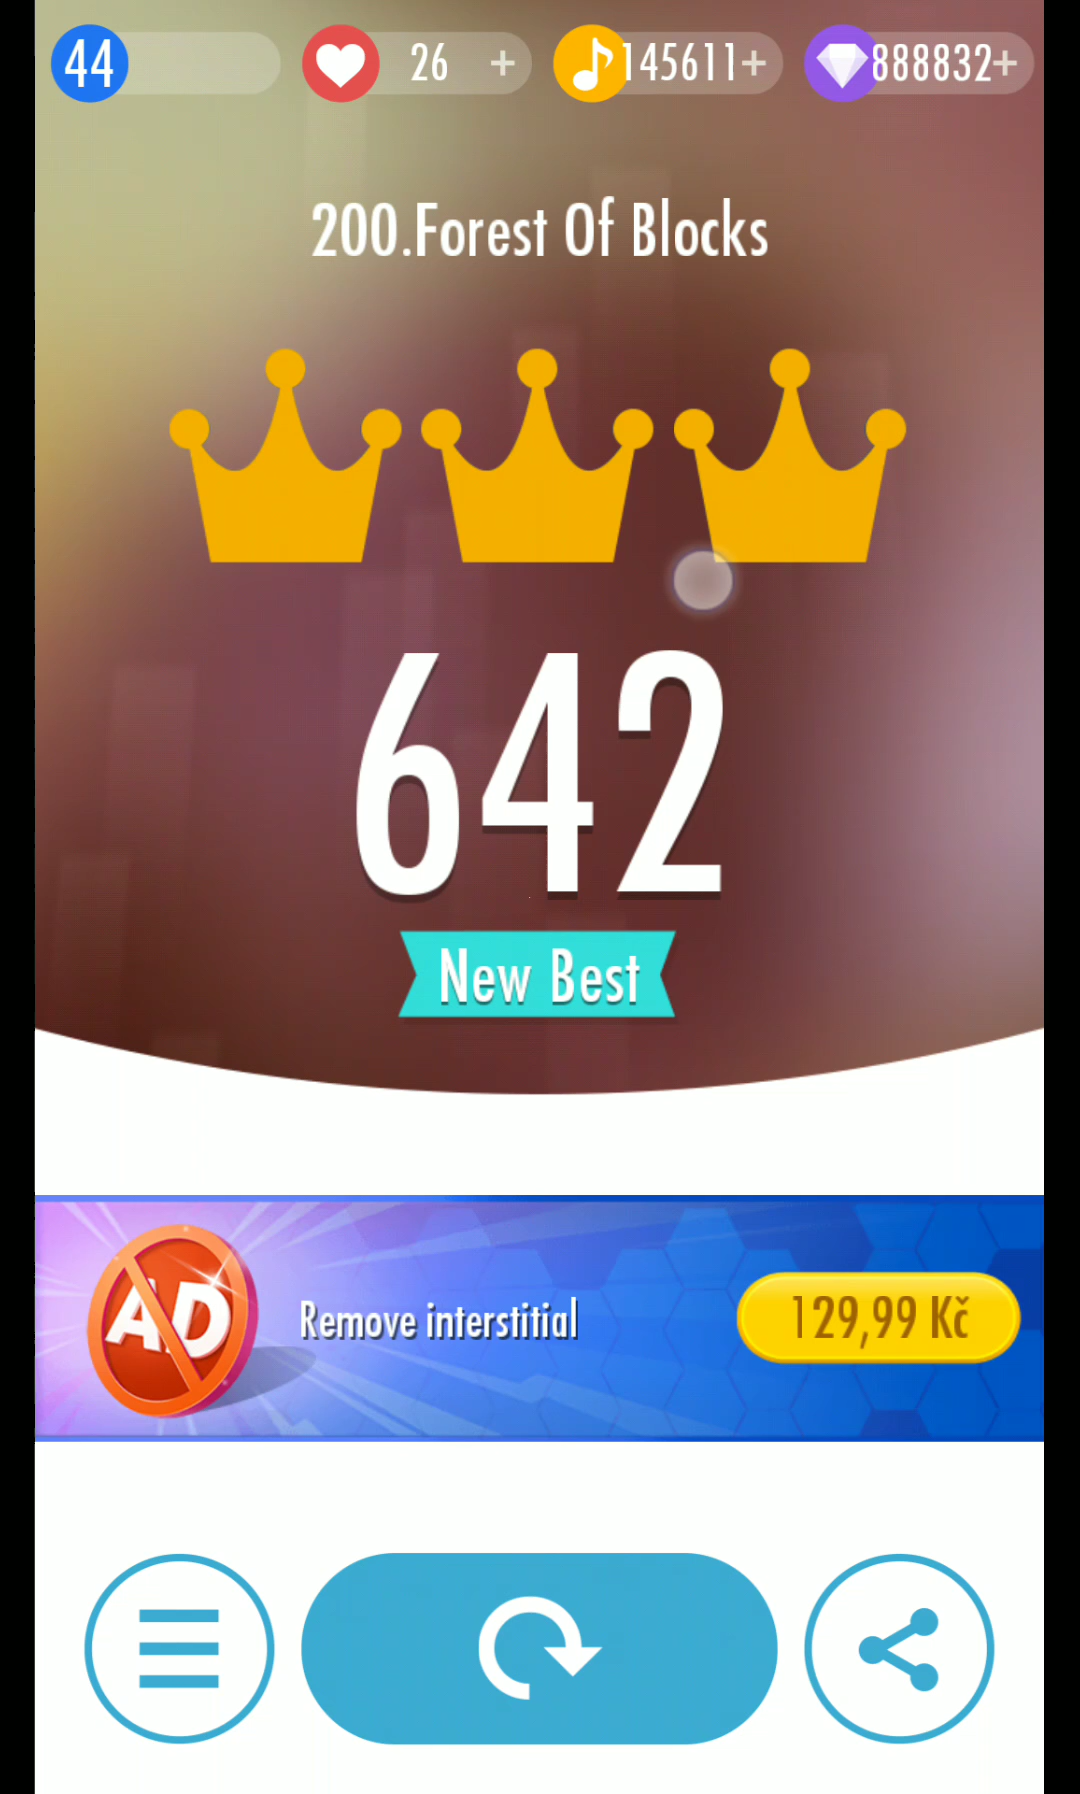 44
26 +
145611+
888832+
200.Forest Of Blocks
642
New Best
AD
Remove interstitial
129,99 Kč